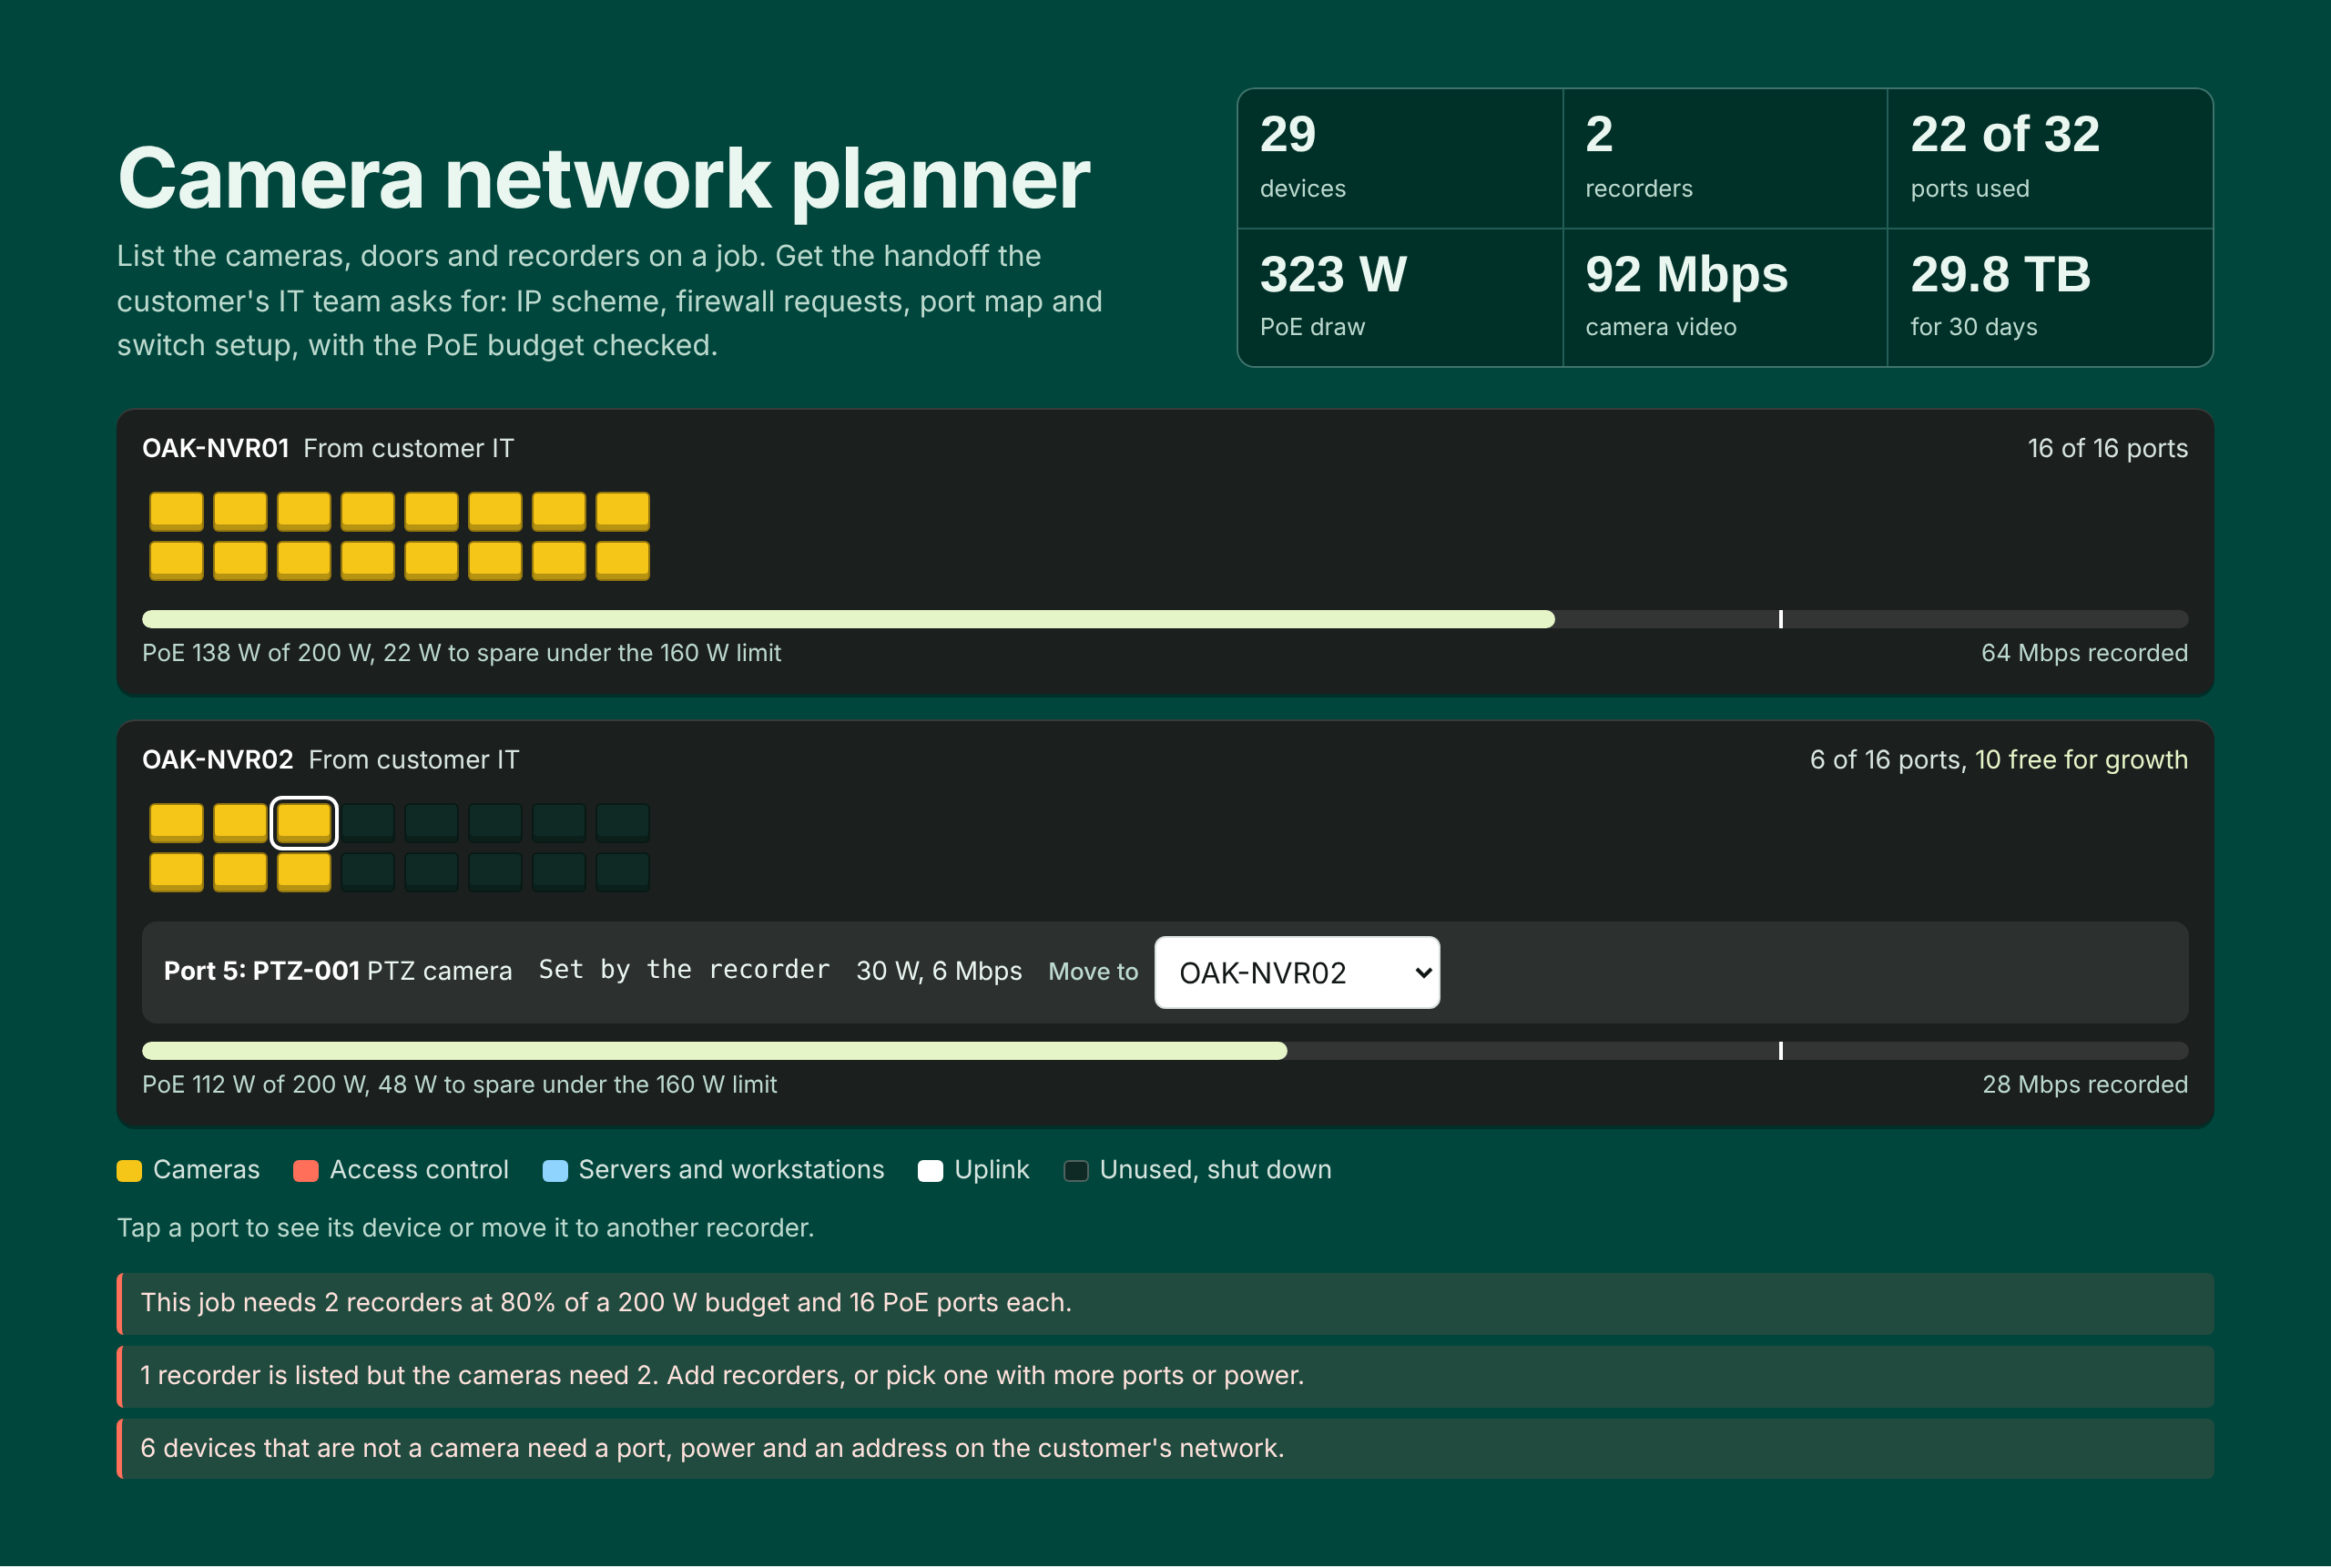 Camera network planner
List the cameras, doors and recorders on a job. Get the handoff the
customer's IT team asks for: IP scheme, firewall requests, port map and
switch setup, with the PoE budget checked.
29
devices
2
recorders
22 of 32
ports used
323 W
PoE draw
92 Mbps
camera video
29.8 TB
for 30 days
OAK-NVR01 From customer IT
16 of 16 ports
PoE 138 W of 200 W, 22 W to spare under the 160 W limit
64 Mbps recorded
OAK-NVR02 From customer IT
6 of 16 ports, 10 free for growth
Port 5: PTZ-001 PTZ camera Set by the recorder 30 W, 6 Mbps Move to OAK-NVR02
PoE 112 W of 200 W, 48 W to spare under the 160 W limit
28 Mbps recorded
Cameras Access control Servers and workstations Uplink Unused, shut down
Tap a port to see its device or move it to another recorder.
This job needs 2 recorders at 80% of a 200 W budget and 16 PoE ports each.
1 recorder is listed but the cameras need 2. Add recorders, or pick one with more ports or power.
6 devices that are not a camera need a port, power and an address on the customer's network.